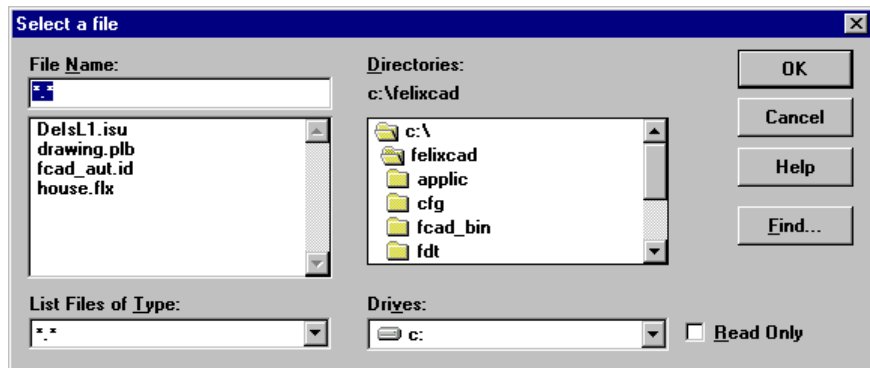 Select a file
File Name:
*.*
DelsL1.isu
drawing.plb
fcad_aut.id
house.flx
List Files of Type:
*.*
Directories:
c:\felixcad
c:\
felixcad
applic
cfg
fcad_bin
fdt
Drives:
c:
OK
Cancel
Help
Find...
Read Only